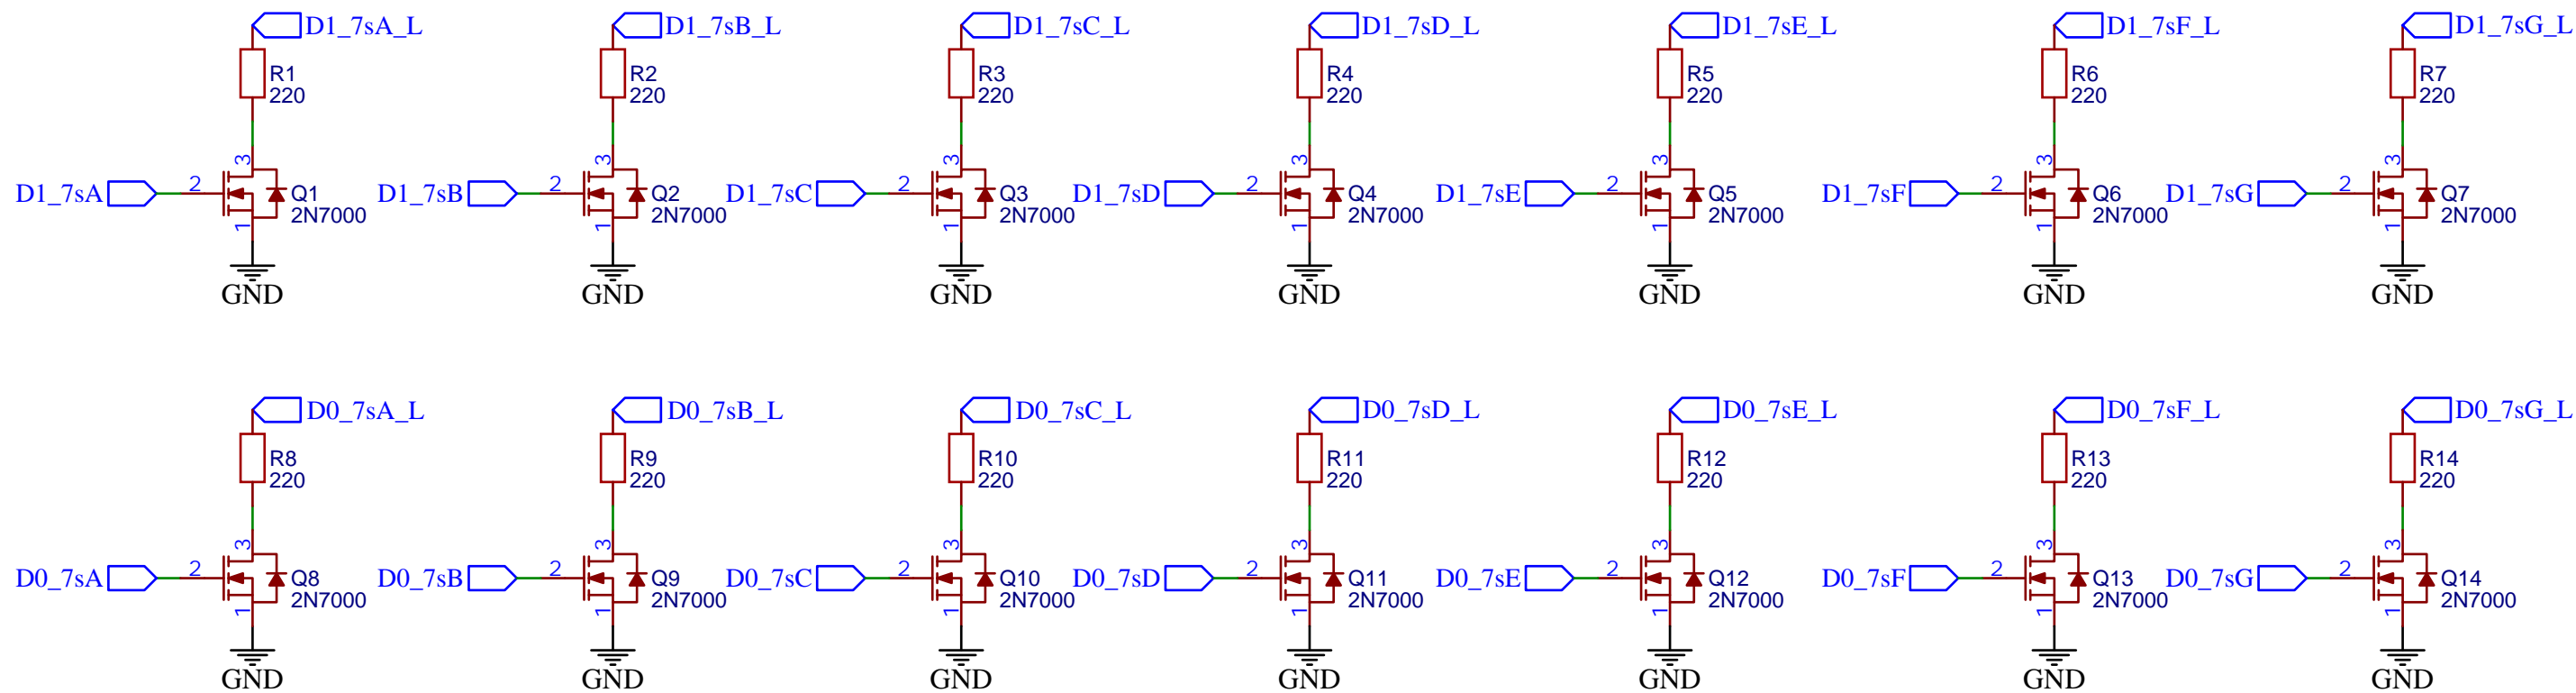 D1_7sA_L D1_7sB_L D1_7sC_L D1_7sD_L D1_7sE_L D1_7sF_L D1_7sG_L
R1 R2 R3 R4 R5 R6 R7
220 220 220 220 220 220 220
3 3 3 3 3 3 3
D1_7sA 2 Q1 D1_7sB 2 Q2 D1_7sC 2 Q3 D1_7sD 2 Q4 D1_7sE 2 Q5 D1_7sF 2 Q6 D1_7sG 2 Q7
2N7000 2N7000 2N7000 2N7000 2N7000 2N7000 2N7000
1 1 1 1 1 1 1
GND GND GND GND GND GND GND
D0_7sA_L D0_7sB_L D0_7sC_L D0_7sD_L D0_7sE_L D0_7sF_L D0_7sG_L
R8 R9 R10 R11 R12 R13 R14
220 220 220 220 220 220 220
3 3 3 3 3 3 3
D0_7sA 2 Q8 D0_7sB 2 Q9 D0_7sC 2 Q10 D0_7sD 2 Q11 D0_7sE 2 Q12 D0_7sF 2 Q13 D0_7sG 2 Q14
2N7000 2N7000 2N7000 2N7000 2N7000 2N7000 2N7000
1 1 1 1 1 1 1
GND GND GND GND GND GND GND